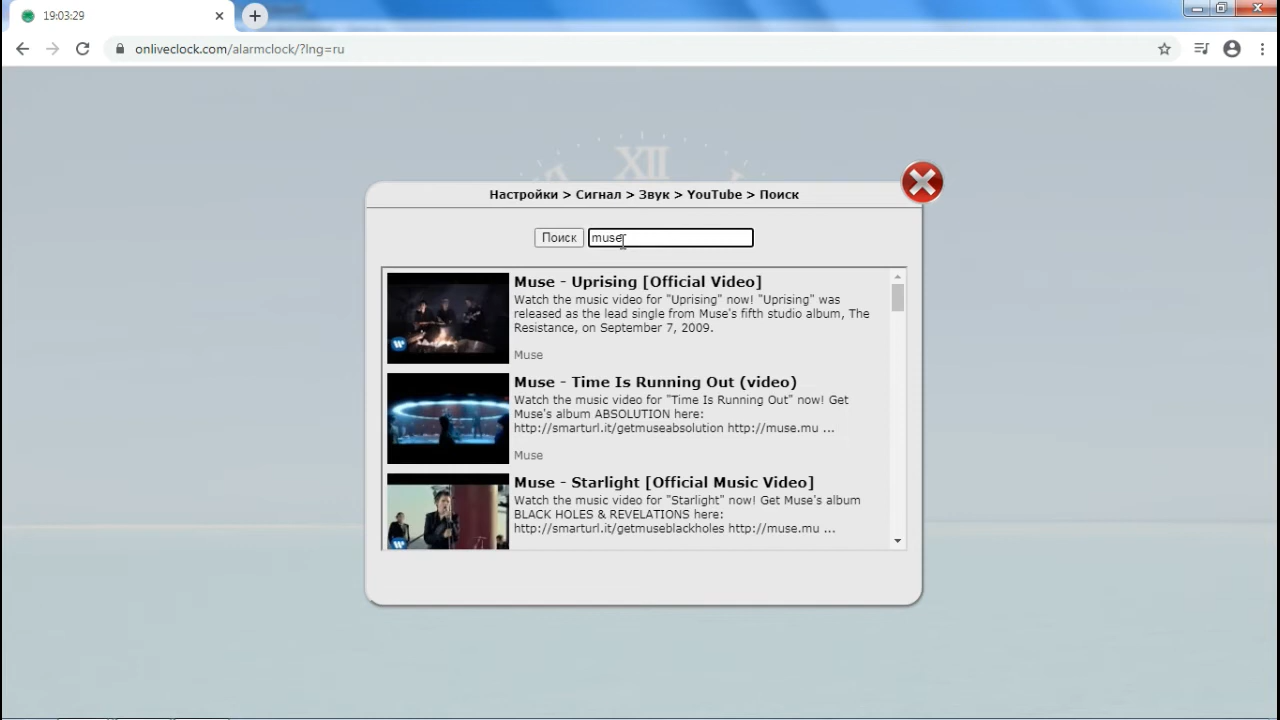 19:03:29
onliveclock.com/alarmclock/?lng=ru
XII
Настройки > Сигнал > Звук > YouTube > Поиск
Поиск muse
Muse - Uprising [Official Video]
Watch the music video for "Uprising" now! "Uprising" was
released as the lead single from Muse's fifth studio album, The
Resistance, on September 7, 2009.
Muse
Muse - Time Is Running Out (video)
Watch the music video for "Time Is Running Out" now! Get
Muse's album ABSOLUTION here:
http://smarturl.it/getmuseabsolution http://muse.mu ...
Muse
Muse - Starlight [Official Music Video]
Watch the music video for "Starlight" now! Get Muse's album
BLACK HOLES & REVELATIONS here:
http://smarturl.it/getmuseblackholes http://muse.mu ...